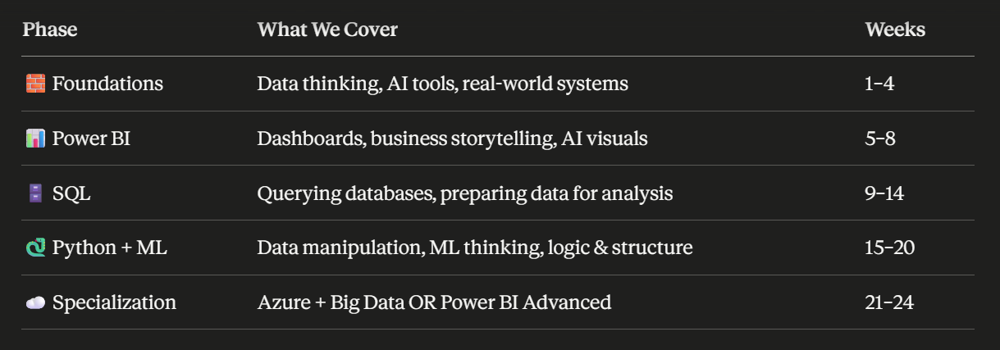 Phase What We Cover Weeks
Foundations Data thinking, AI tools, real-world systems 1–4
Power BI Dashboards, business storytelling, AI visuals 5–8
SQL Querying databases, preparing data for analysis 9–14
Python + ML Data manipulation, ML thinking, logic & structure 15–20
Specialization Azure + Big Data OR Power BI Advanced 21–24